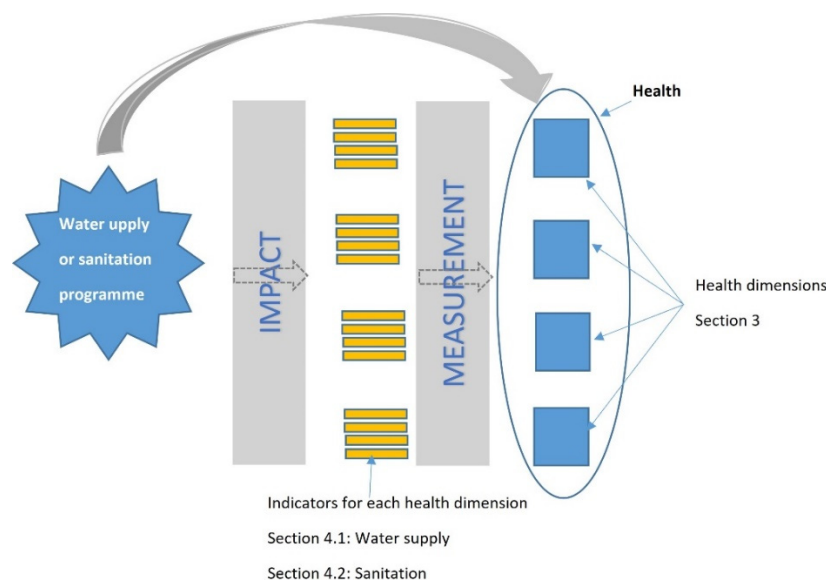 Health
Water upply
or sanitation
programme
IMPACT
MEASUREMENT
Health dimensions
Section 3
Indicators for each health dimension
Section 4.1: Water supply
Section 4.2: Sanitation